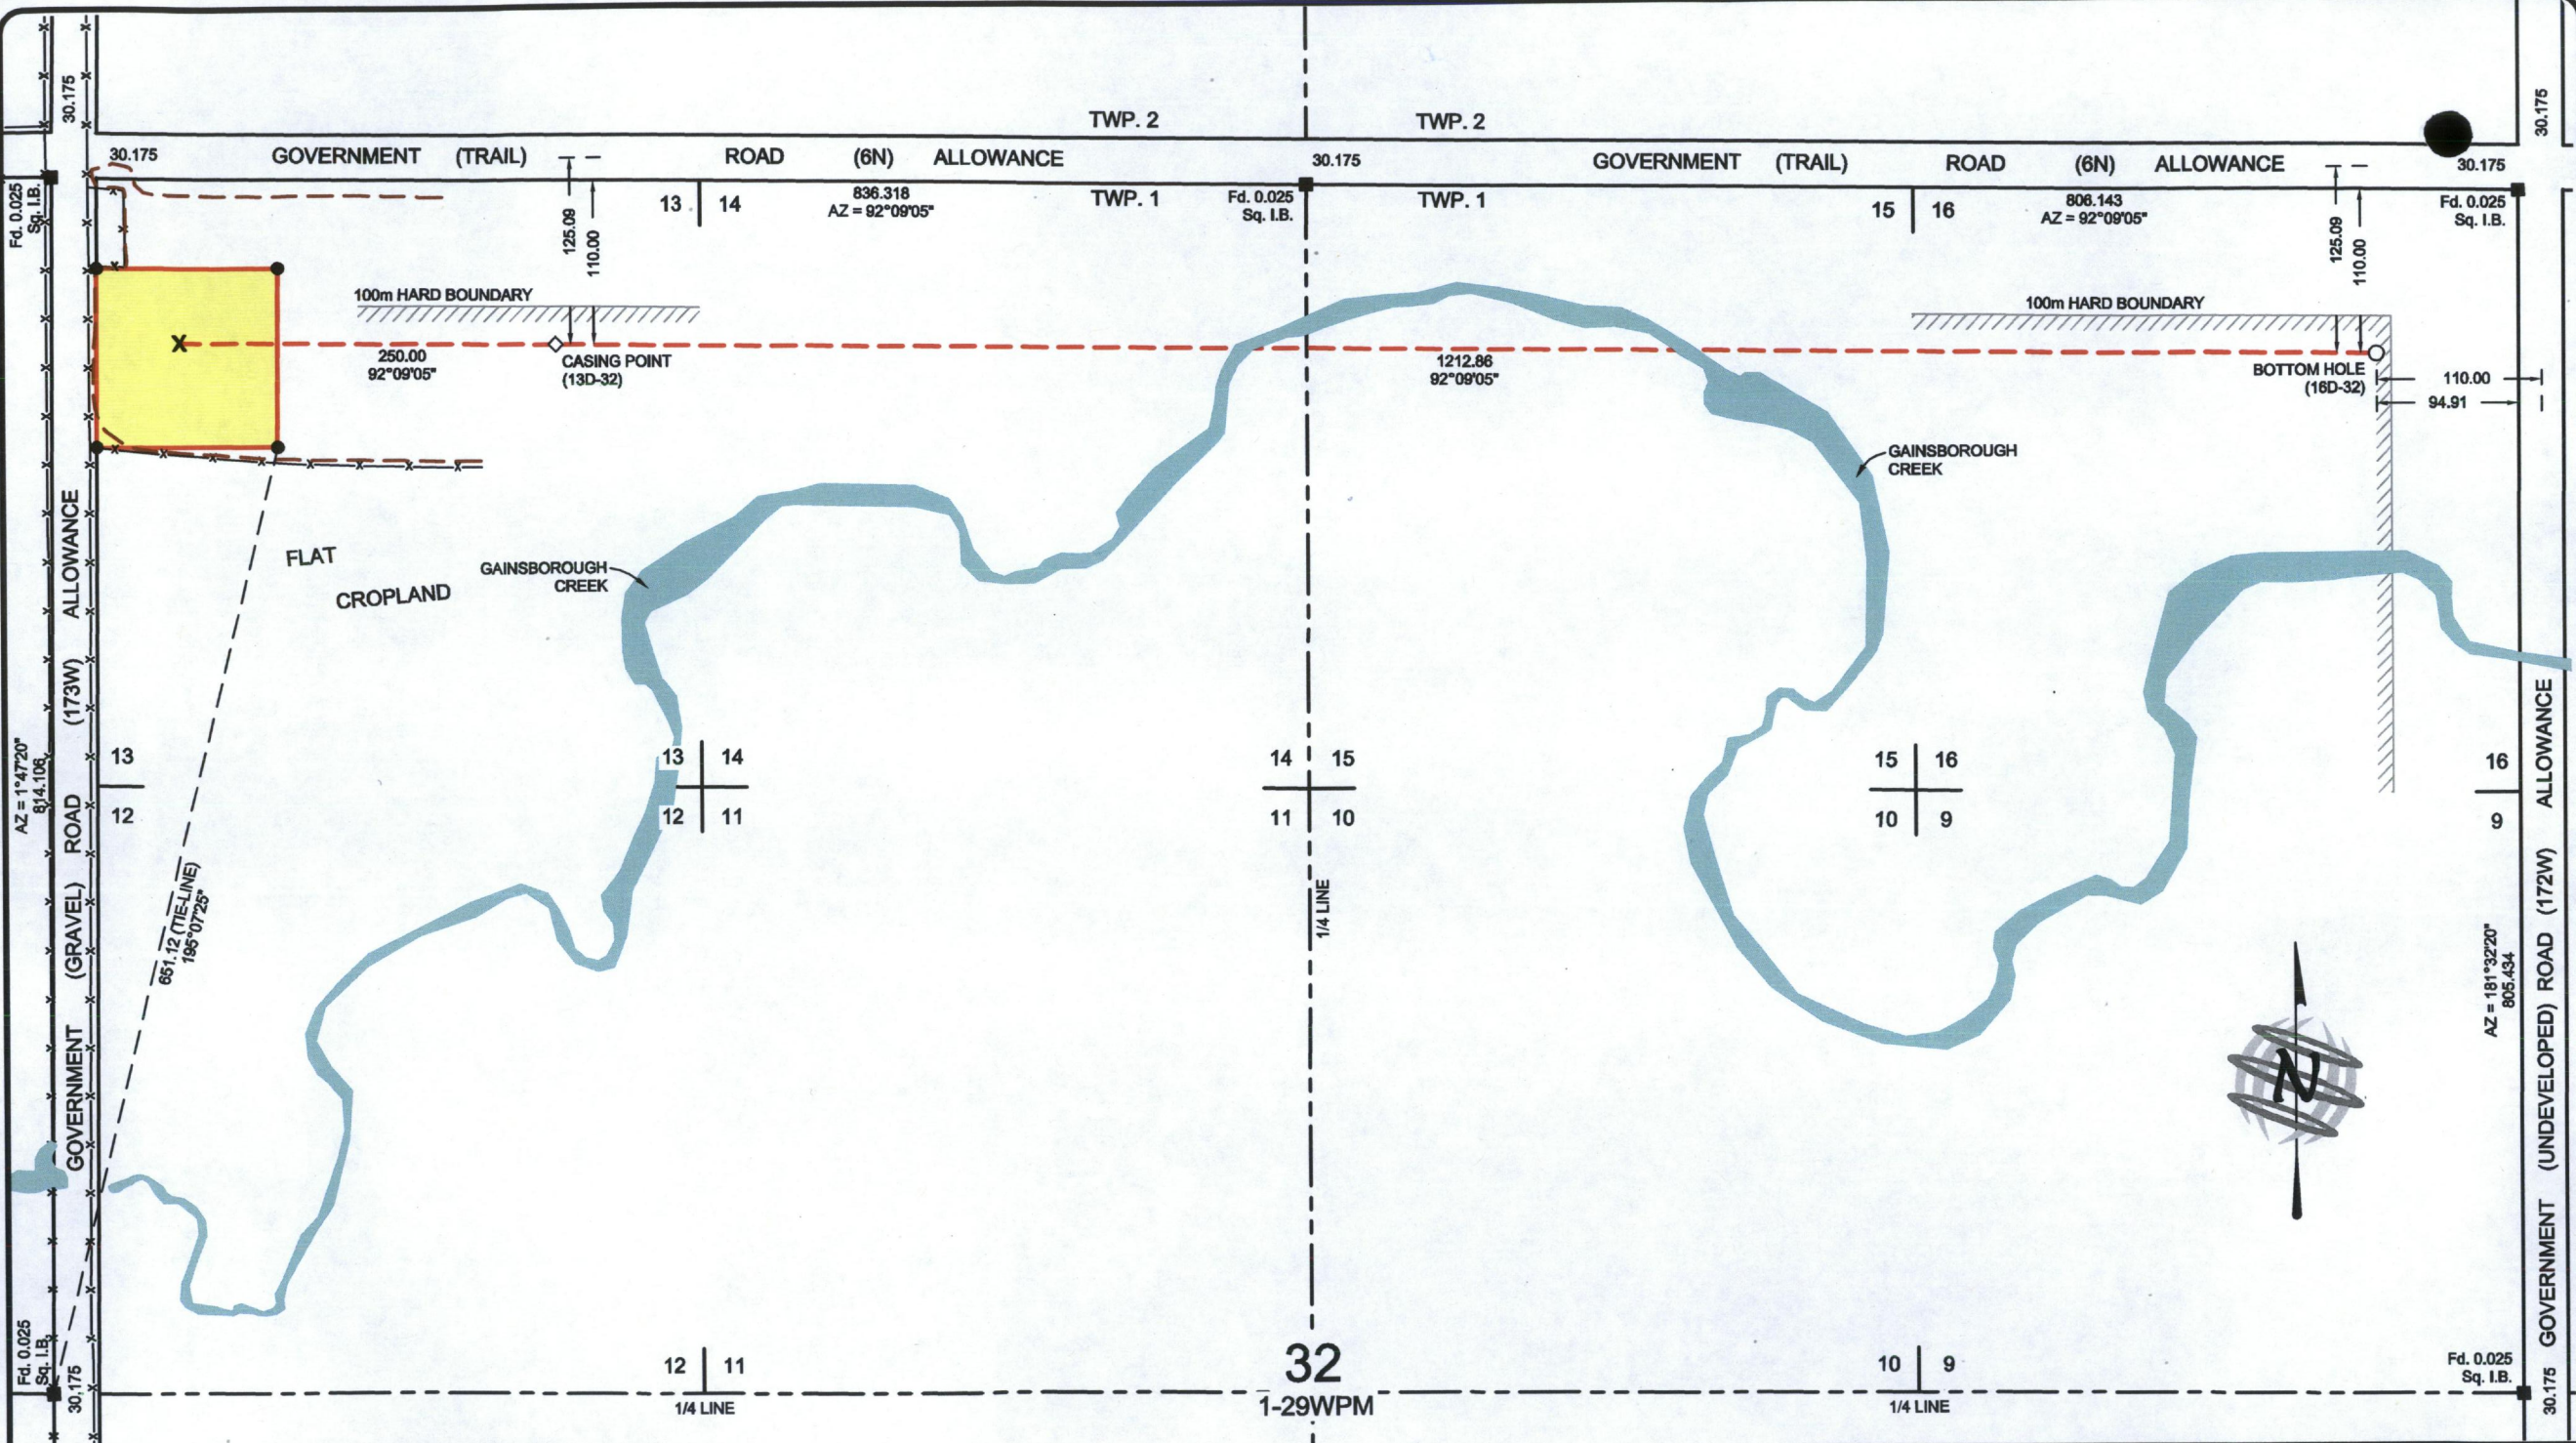 30.175
30.175
TWP. 2
TWP. 2
30.175
GOVERNMENT (TRAIL) ROAD (6N) ALLOWANCE
30.175
GOVERNMENT (TRAIL) ROAD (6N) ALLOWANCE
30.175
Fd. 0.025
Sq. I.B.
125.09
110.00
13 14
836.318
AZ = 92°09'05"
TWP. 1
Fd. 0.025
Sq. I.B.
TWP. 1
15 16
806.143
AZ = 92°09'05"
125.09
110.00
Fd. 0.025
Sq. I.B.
100m HARD BOUNDARY
100m HARD BOUNDARY
X
250.00
92°09'05"
CASING POINT
(13D-32)
1212.86
92°09'05"
BOTTOM HOLE
(16D-32)
110.00
94.91
GAINSBOROUGH
CREEK
FLAT
CROPLAND
GAINSBOROUGH
CREEK
13
12
13 14
12 11
14 15
11 10
15 16
10 9
16
9
AZ = 1°47'20"
814.106
GOVERNMENT (GRAVEL) ROAD (173W) ALLOWANCE
651.12 (TIE-LINE)
195°07'25"
1/4 LINE
AZ = 181°32'20"
805.434
GOVERNMENT (UNDEVELOPED) ROAD (172W) ALLOWANCE
N
Fd. 0.025
Sq. I.B.
30.175
12 11
1/4 LINE
32
1-29WPM
10 9
1/4 LINE
Fd. 0.025
Sq. I.B.
30.175